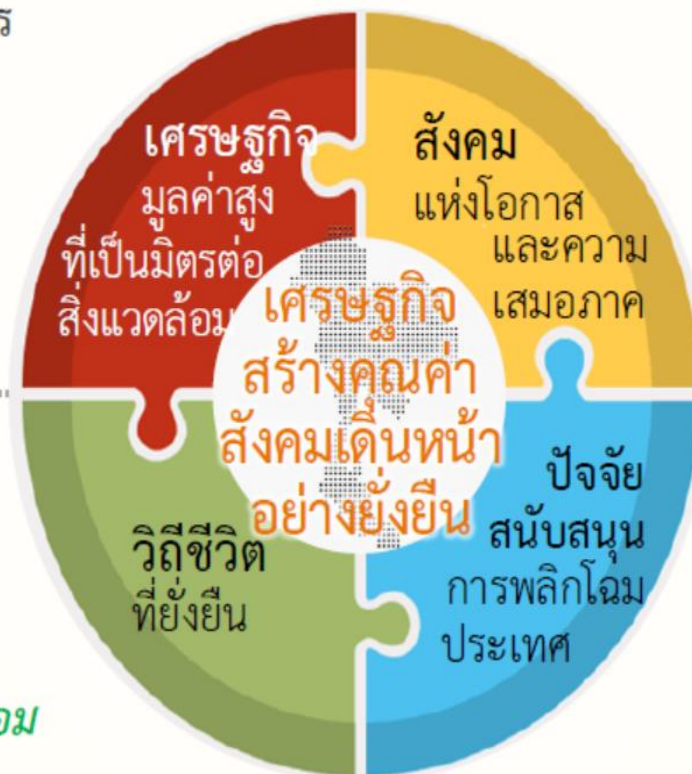 เศรษฐกิจ
มูลค่าสูง
ที่เป็นมิตรต่อ
สิ่งแวดล้อม
สังคม
แห่งโอกาส
และความ
เสมอภาค
เศรษฐกิจ
สร้างคุณค่า
สังคมเดินหน้า
อย่างยั่งยืน
วิถีชีวิต
ที่ยั่งยืน
ปัจจัย
สนับสนุน
การพลิกโฉม
ประเทศ